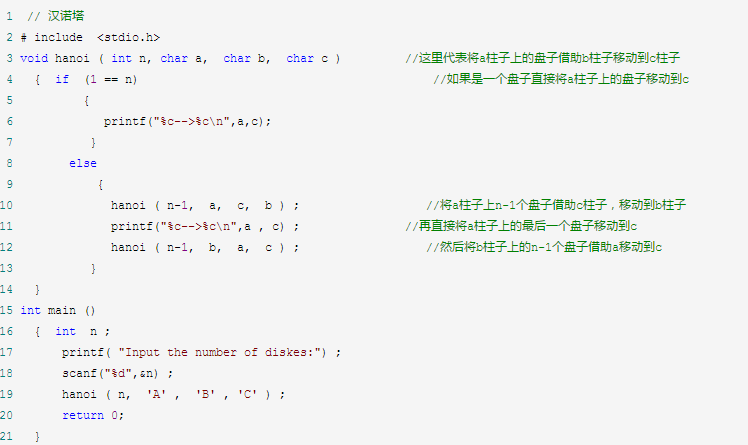 1 // 汉诺塔
2 # include <stdio.h>
3 void hanoi ( int n, char a, char b, char c ) //这里代表将a柱子上的盘子借助b柱子移动到c柱子
4 { if (1 == n) //如果是一个盘子直接将a柱子上的盘子移动到c
5 {
6 printf("%c-->%c\n",a,c);
7 }
8 else
9 {
10 hanoi ( n-1, a, c, b ) ; //将a柱子上n-1个盘子借助c柱子，移动到b柱子
11 printf("%c-->%c\n",a , c) ; //再直接将a柱子上的最后一个盘子移动到c
12 hanoi ( n-1, b, a, c ) ; //然后将b柱子上的n-1个盘子借助a移动到c
13 }
14 }
15 int main ()
16 { int n ;
17 printf( "Input the number of diskes:") ;
18 scanf("%d",&n) ;
19 hanoi ( n, 'A' , 'B' , 'C' ) ;
20 return 0;
21 }